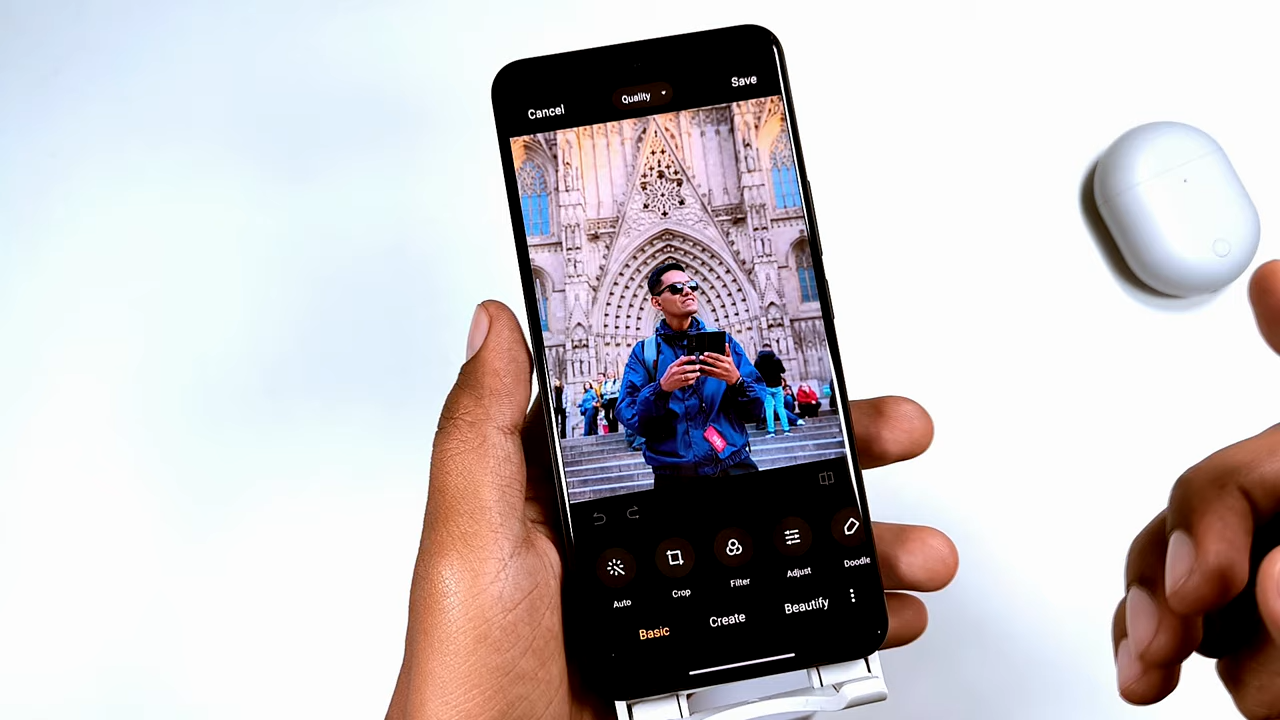 Cancel
Quality
Save
Auto
Crop
Filter
Adjust
Doodle
Basic
Create
Beautify